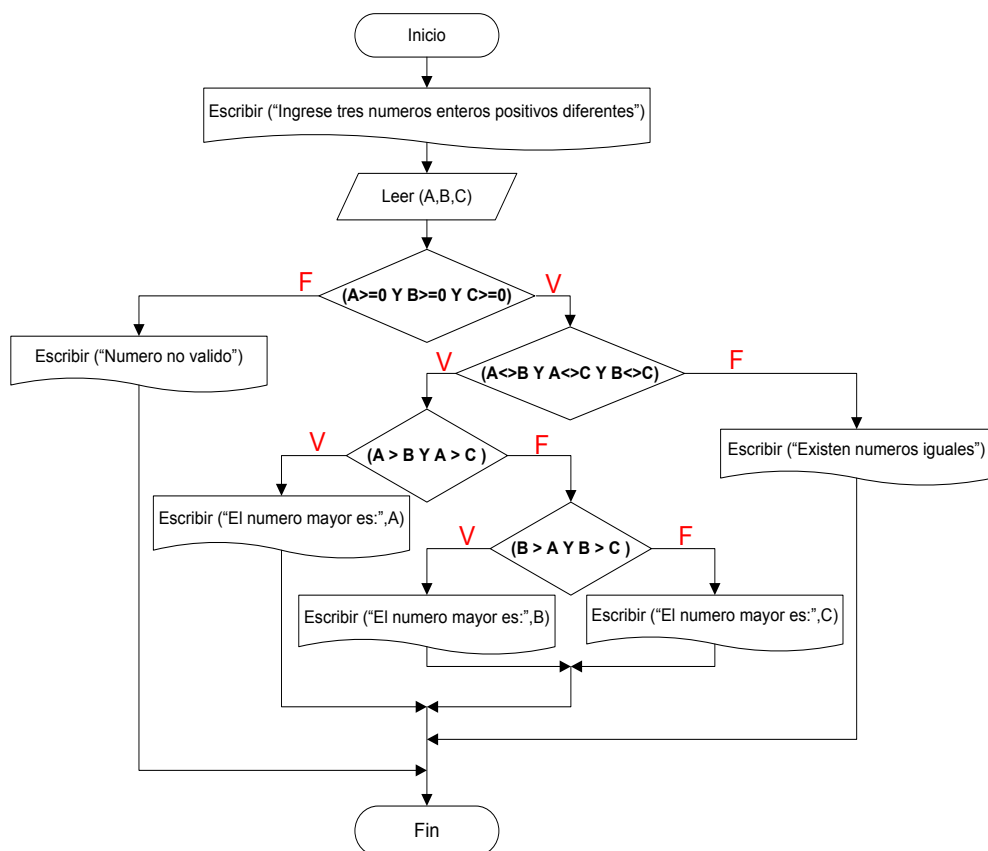 Inicio
Escribir (“Ingrese tres numeros enteros positivos diferentes”)
Leer (A,B,C)
F
(A>=0 Y B>=0 Y C>=0)
V
Escribir (“Numero no valido”)
V
(A<>B Y A<>C Y B<>C)
F
V
(A > B Y A > C )
F
Escribir (“Existen numeros iguales”)
Escribir (“El numero mayor es:”,A)
V
(B > A Y B > C )
F
Escribir (“El numero mayor es:”,B)
Escribir (“El numero mayor es:”,C)
Fin